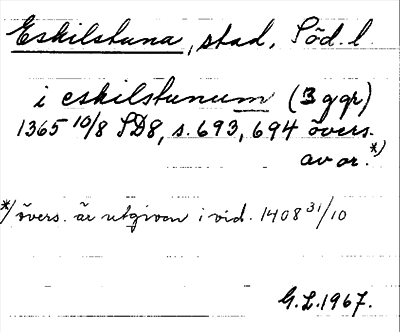 Eskilstuna, stad, Söd. l.
i eskilstunum (3 ggr)
1365 10/8 SD8, s. 693, 694 övers.
av or. *)
*) övers. är utgiven i vid. 1408 31/10
G.L. 1967.